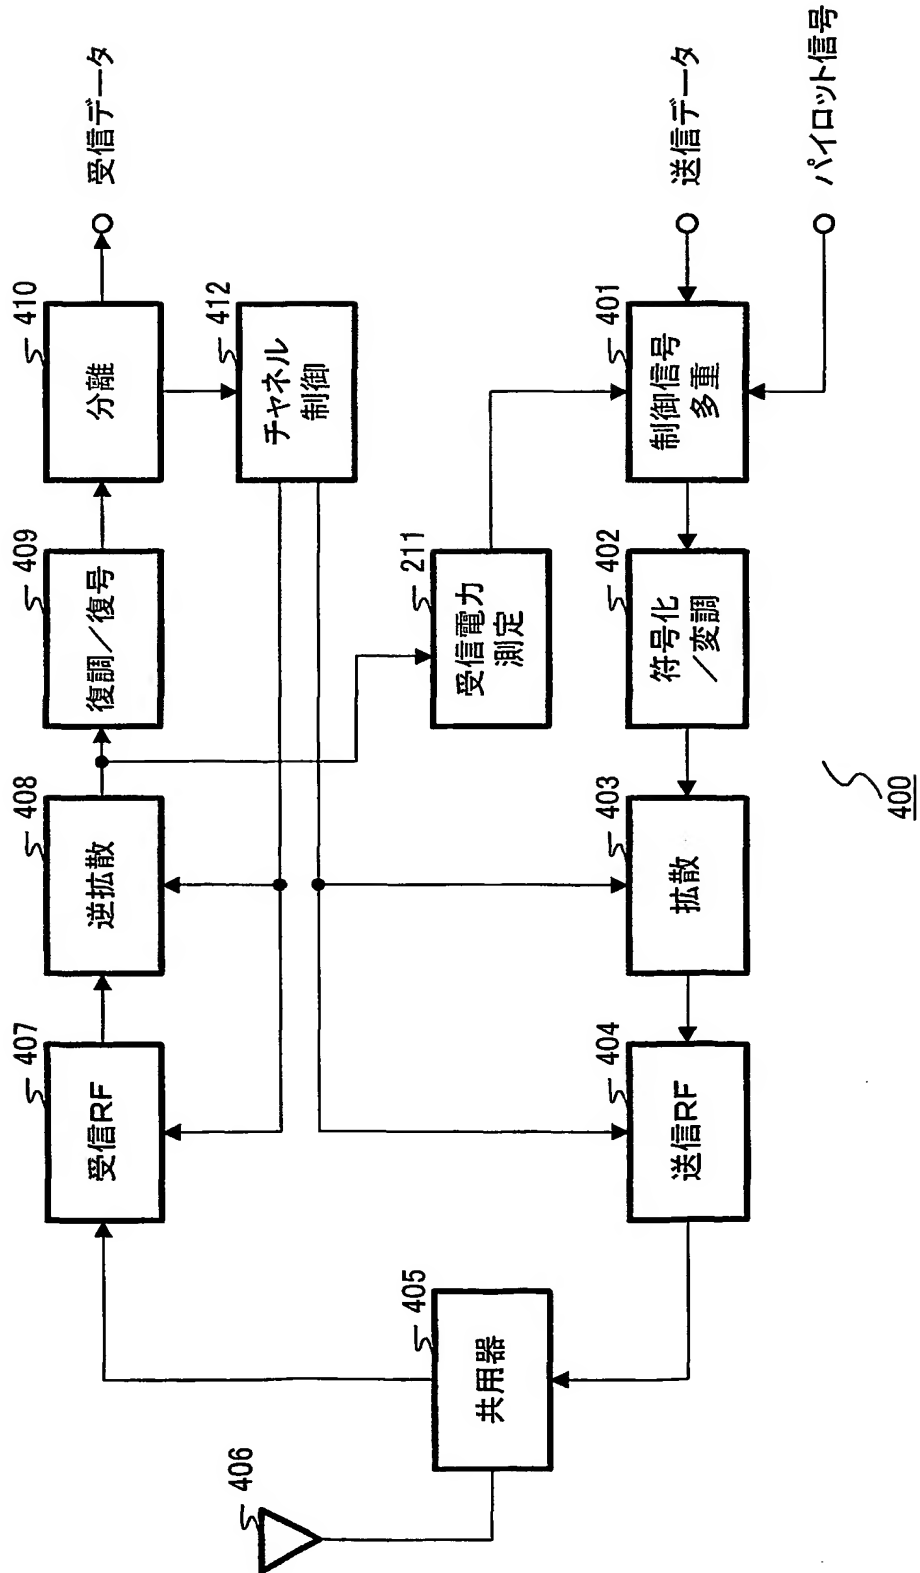 406
405
共用器
407
受信RF
408
逆拡散
409
復調／復号
410
分離
受信データ
412
チャネル
制御
211
受信電力
測定
404
送信RF
403
拡散
402
符号化
／変調
401
制御信号
多重
送信データ
パイロット信号
400